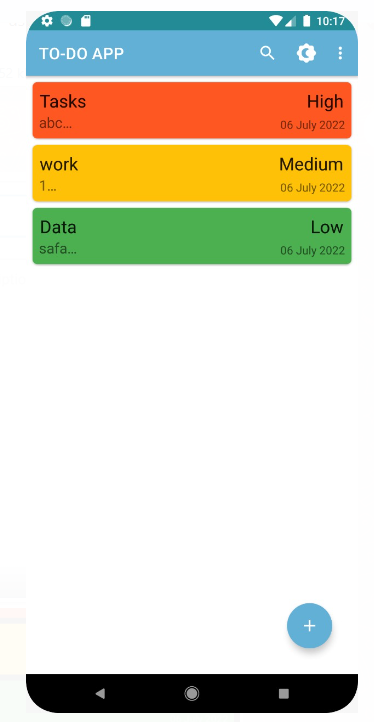 10:17
TO-DO APP
Tasks High
abc... 06 July 2022
work Medium
1... 06 July 2022
Data Low
safa... 06 July 2022